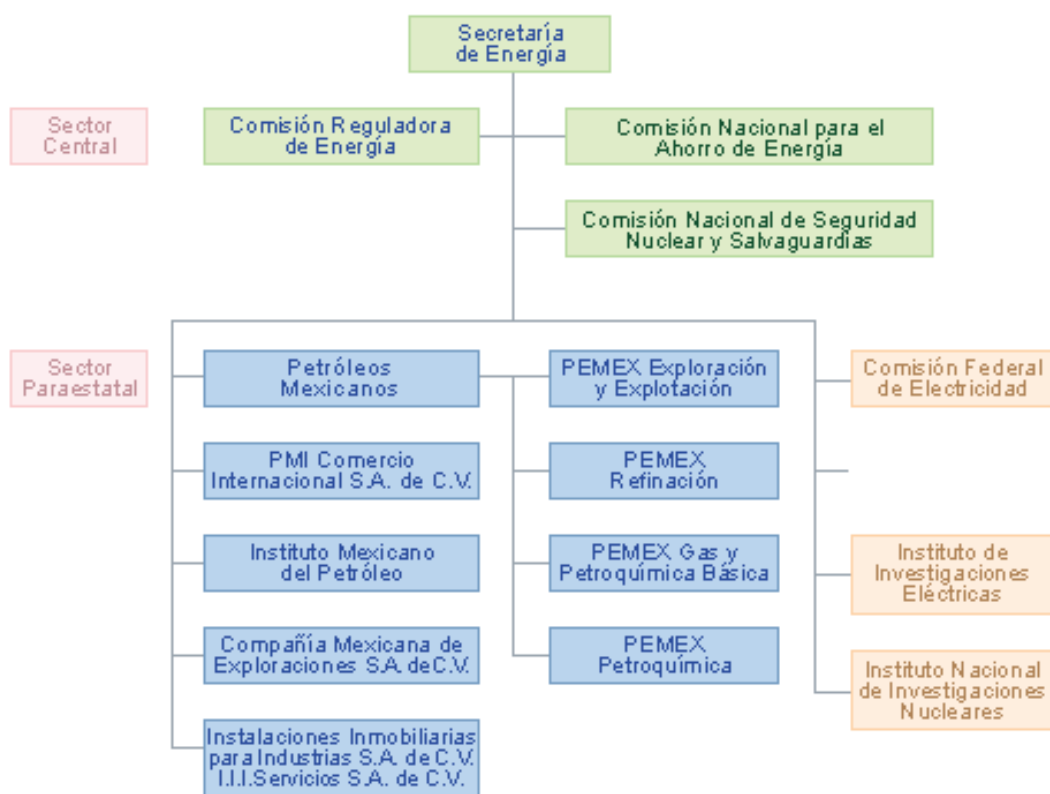 Secretaría
de Energía
Sector
Central
Comisión Reguladora
de Energía
Comisión Nacional para el
Ahorro de Energía
Comisión Nacional de Seguridad
Nuclear y Salvaguardias
Sector
Paraestatal
Petróleos
Mexicanos
PEMEX Exploración
y Explotación
Comisión Federal
de Electricidad
PMI Comercio
Internacional S.A. de C.V.
PEMEX
Refinación
Instituto Mexicano
del Petróleo
PEMEX Gas y
Petroquímica Básica
Instituto de
Investigaciones
Eléctricas
Compañía Mexicana de
Exploraciones S.A. de C.V.
PEMEX
Petroquímica
Instituto Nacional
de Investigaciones
Nucleares
Instalaciones Inmobiliarias
para Industrias S.A. de C.V.
I.I.I.Servicios S.A. de C.V.